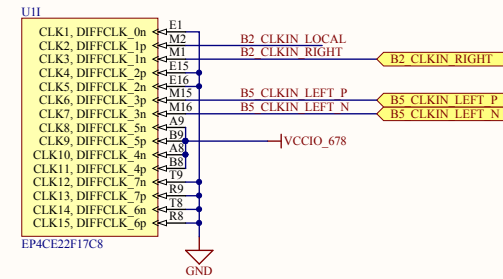 U1I
CLK1, DIFFCLK_0n E1
CLK2, DIFFCLK_1p M2 B2_CLKIN_LOCAL
CLK3, DIFFCLK_1n M1 B2_CLKIN_RIGHT B2_CLKIN_RIGHT
CLK4, DIFFCLK_2p E15
CLK5, DIFFCLK_2n E16
CLK6, DIFFCLK_3p M15 B5_CLKIN_LEFT_P B5_CLKIN_LEFT_P
CLK7, DIFFCLK_3n M16 B5_CLKIN_LEFT_N B5_CLKIN_LEFT_N
CLK8, DIFFCLK_5n A9
CLK9, DIFFCLK_5p B9 VCCIO_678
CLK10, DIFFCLK_4n A8
CLK11, DIFFCLK_4p B8
CLK12, DIFFCLK_7n T9
CLK13, DIFFCLK_7p R9
CLK14, DIFFCLK_6n T8
CLK15, DIFFCLK_6p R8
EP4CE22F17C8
GND